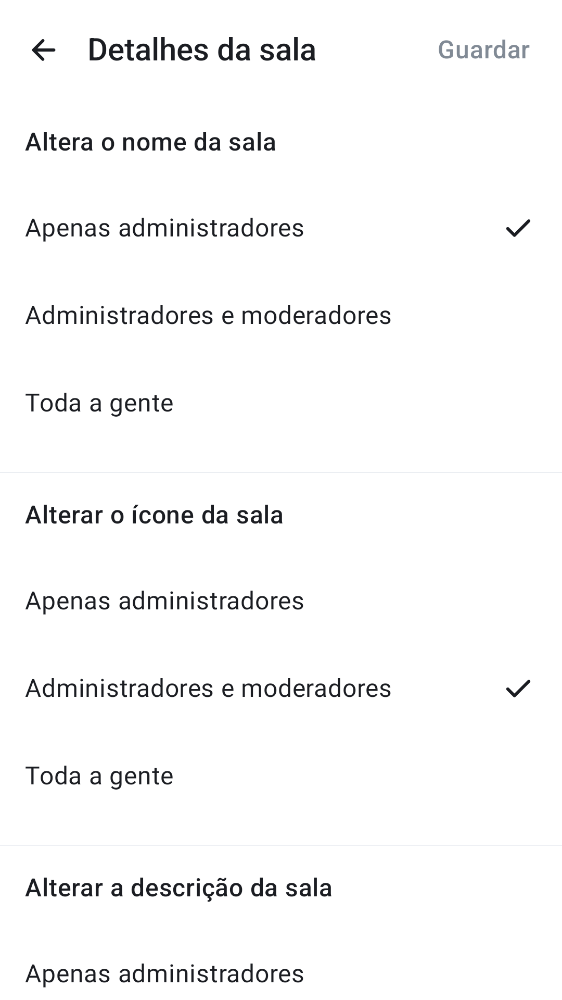 Detalhes da sala
Guardar
Altera o nome da sala
Apenas administradores
Administradores e moderadores
Toda a gente
Alterar o ícone da sala
Apenas administradores
Administradores e moderadores
Toda a gente
Alterar a descrição da sala
Apenas administradores